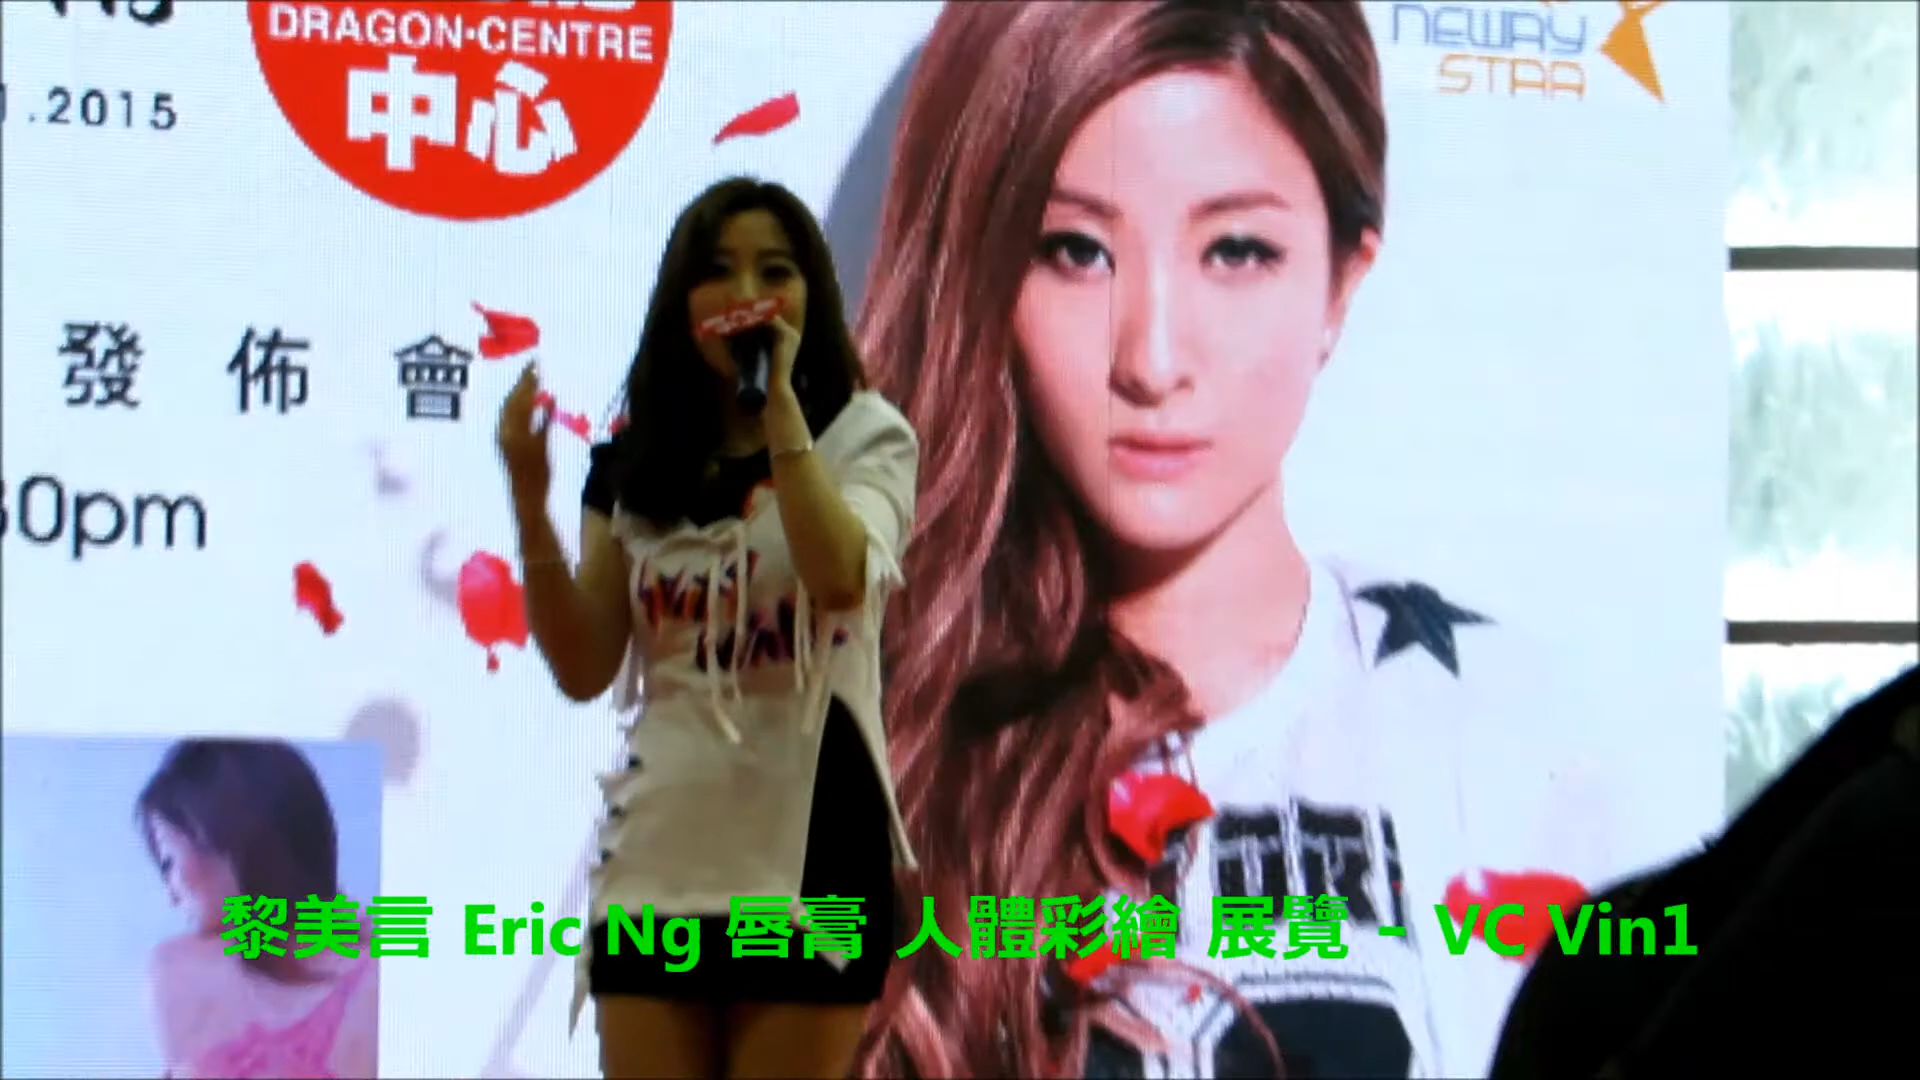 DRAGON·CENTRE
中心
NEWAY
STAR
.2015
發佈會
30pm
黎美言 Eric Ng 唇膏 人體彩繪 展覽 - VC Vin1